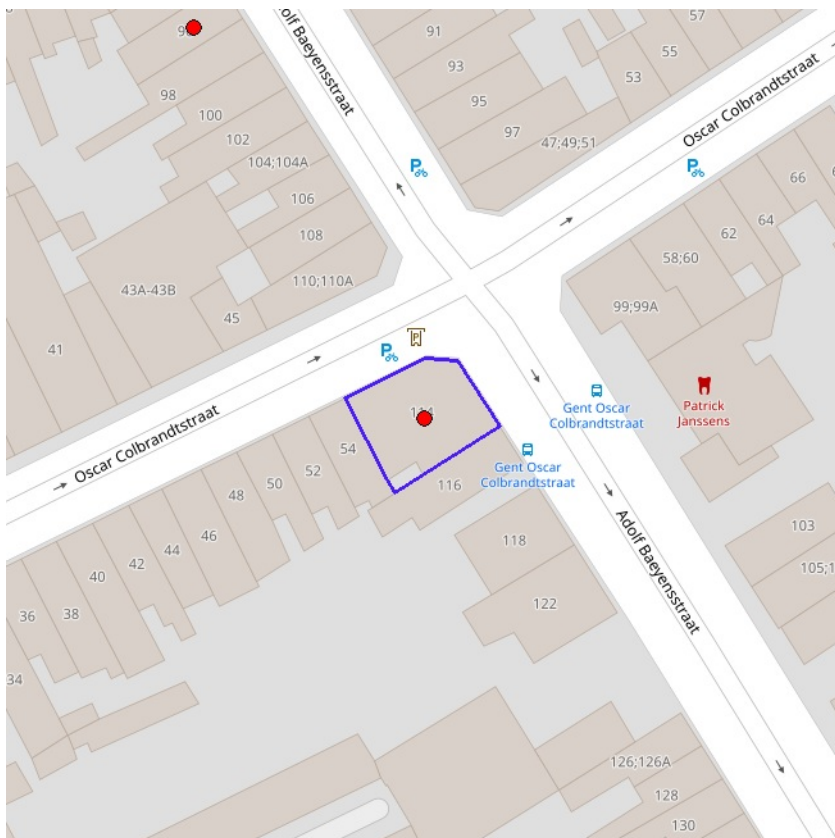 Adolf Baeyensstraat
91
57
55
93
53
98
95
100
97
47;49;51
102
104;104A
P
P
Oscar Colbrandtstraat
66
106
64
62
108
58;60
110;110A
43A-43B
99;99A
45
41
P
P
Patrick
Janssens
Gent Oscar
Colbrandtstraat
Oscar Colbrandtstraat
54
52
50
48
116
Gent Oscar
Colbrandtstraat
46
44
42
40
38
36
34
118
122
103
Adolf Baeyensstraat
126;126A
128
130